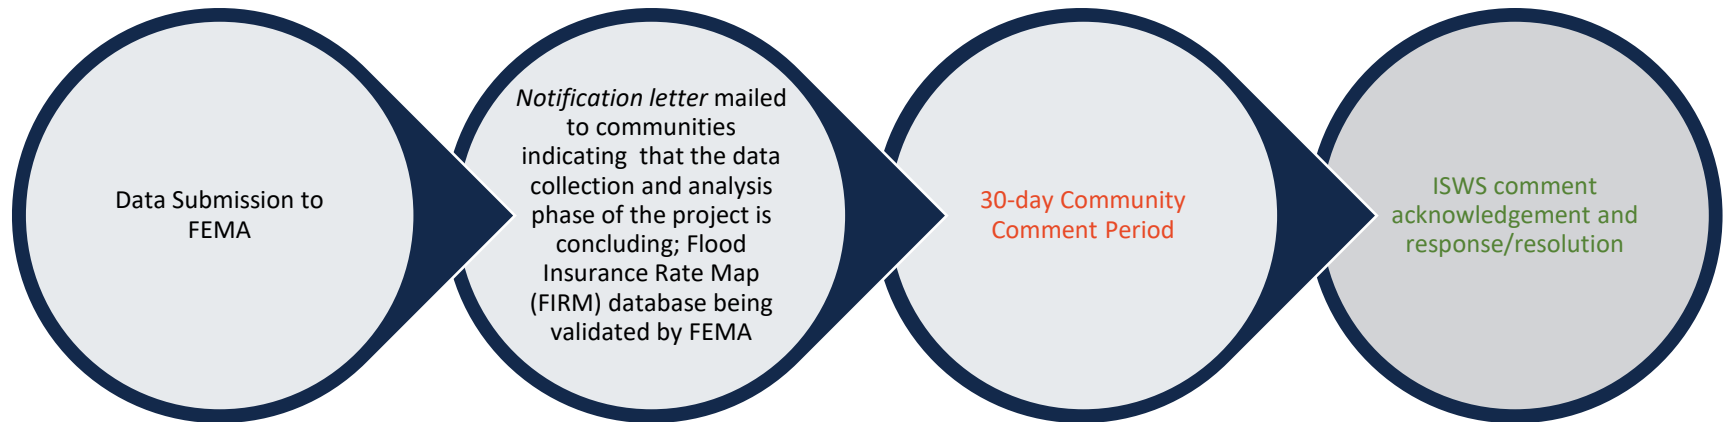 Data Submission to
FEMA
Notification letter mailed
to communities
indicating  that the data
collection and analysis
phase of the project is
concluding; Flood
Insurance Rate Map
(FIRM) database being
validated by FEMA
30-day Community
Comment Period
ISWS comment
acknowledgement and
response/resolution